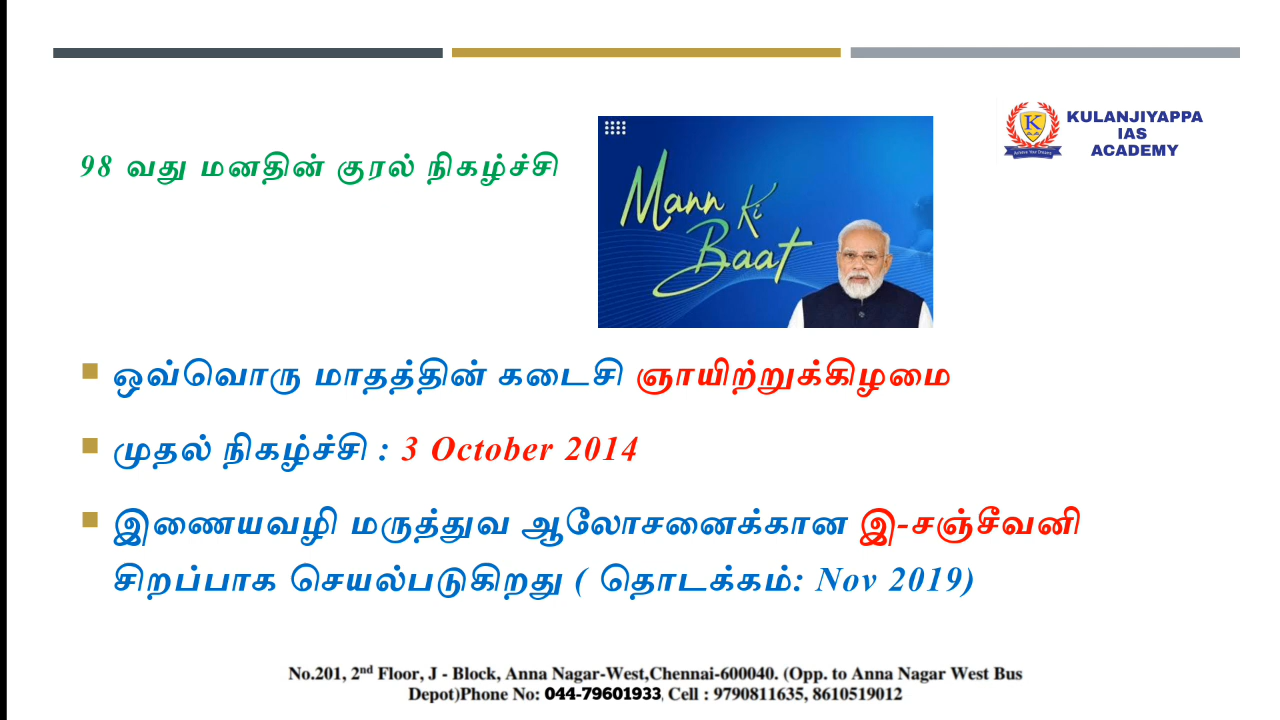 KULANJIYAPPA
IAS
ACADEMY
98 வது மனதின் குரல் நிகழ்ச்சி
Mann Ki
Baat
ஒவ்வொரு மாதத்தின் கடைசி ஞாயிற்றுக்கிழமை
முதல் நிகழ்ச்சி : 3 October 2014
இணையவழி மருத்துவ ஆலோசனைக்கான இ-சஞ்சீவனி
சிறப்பாக செயல்படுகிறது ( தொடக்கம்: Nov 2019)
No.201, 2nd Floor, J - Block, Anna Nagar-West,Chennai-600040. (Opp. to Anna Nagar West Bus
Depot)Phone No: 044-79601933, Cell : 9790811635, 8610519012